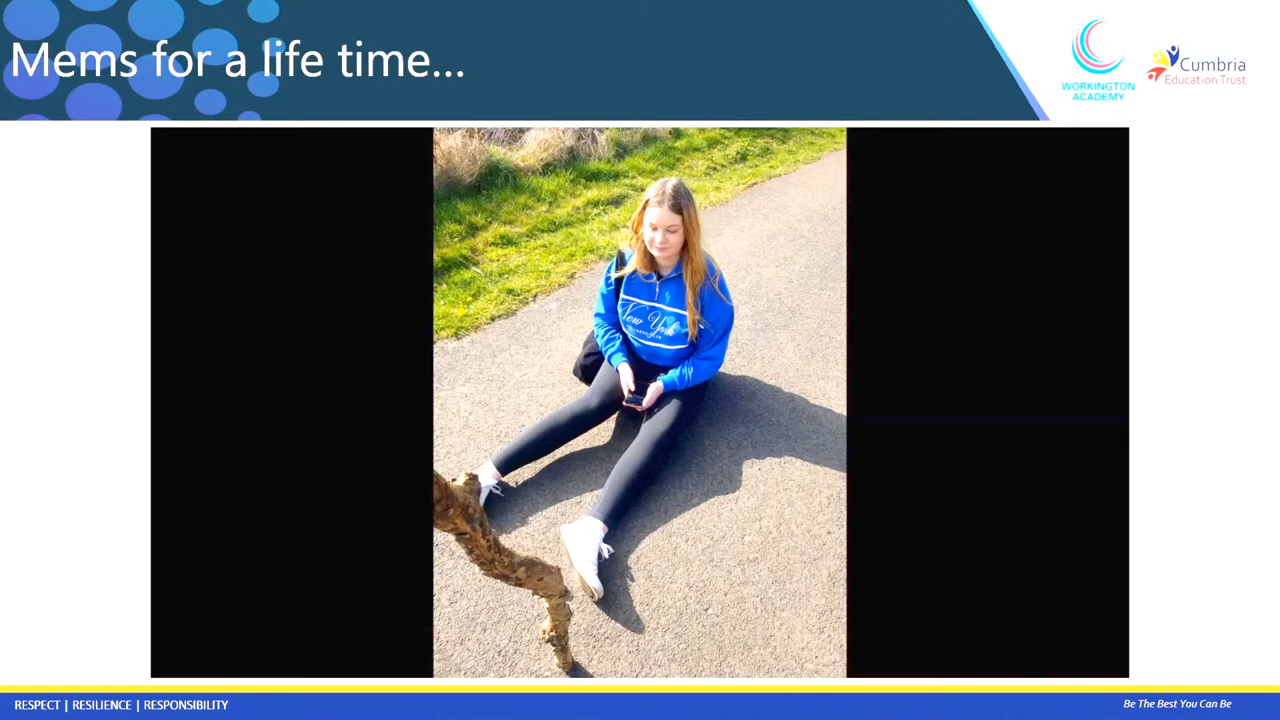 Mems for a life time...
WORKINGTON
ACADEMY
Cumbria
Education Trust
New York
RESPECT | RESILIENCE | RESPONSIBILITY
Be The Best You Can Be